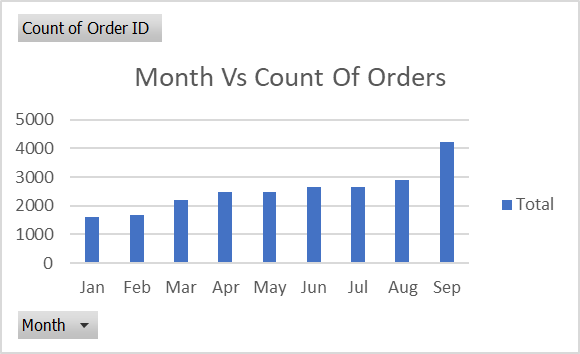 Count of Order ID
Month Vs Count Of Orders
5000
4000
3000
2000
1000
0
Total
Jan Feb Mar Apr May Jun Jul Aug Sep
Month